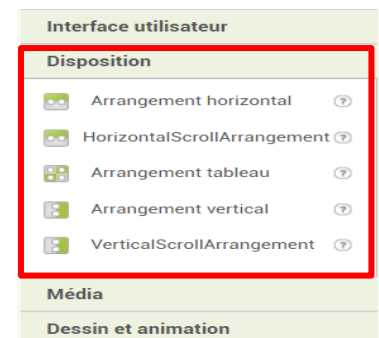 Interface utilisateur
Disposition
Arrangement horizontal ?
HorizontalScrollArrangement ?
Arrangement tableau ?
Arrangement vertical ?
VerticalScrollArrangement ?
Média
Dessin et animation